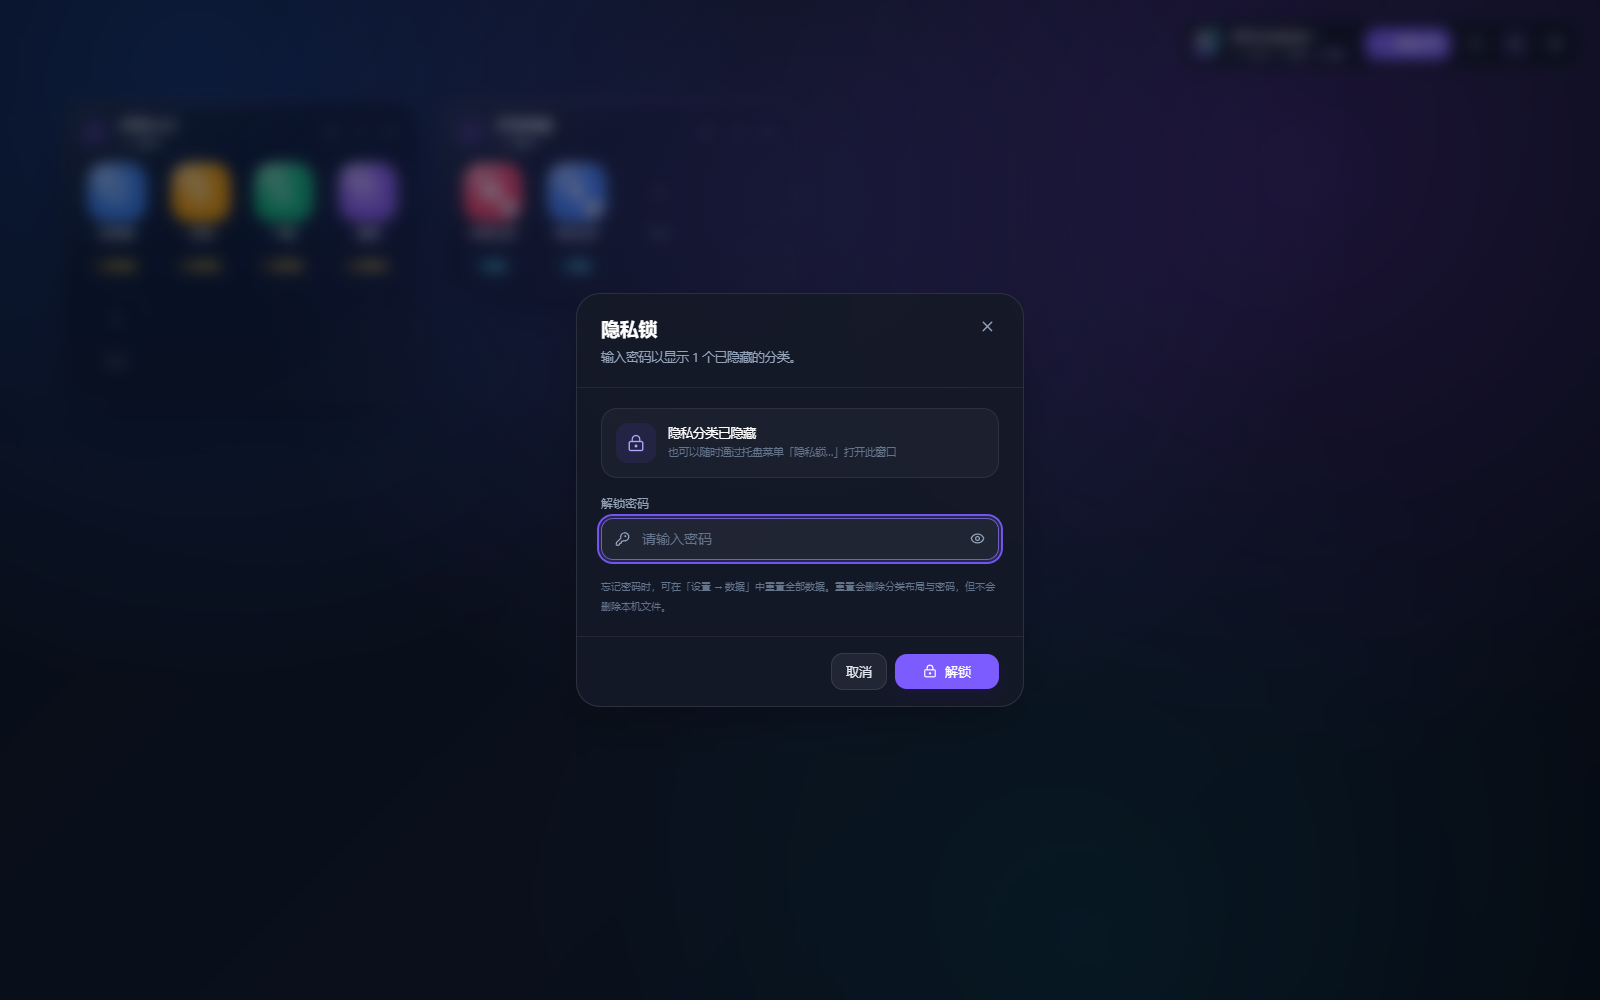 隐私锁
输入密码以显示 1 个已隐藏的分类。
隐私分类已隐藏
也可以随时通过托盘菜单「隐私锁…」打开此窗口
解锁密码
请输入密码
忘记密码时，可在「设置 → 数据」中重置全部数据。重置会删除分类布局与密码，但不会
删除本机文件。
取消
解锁